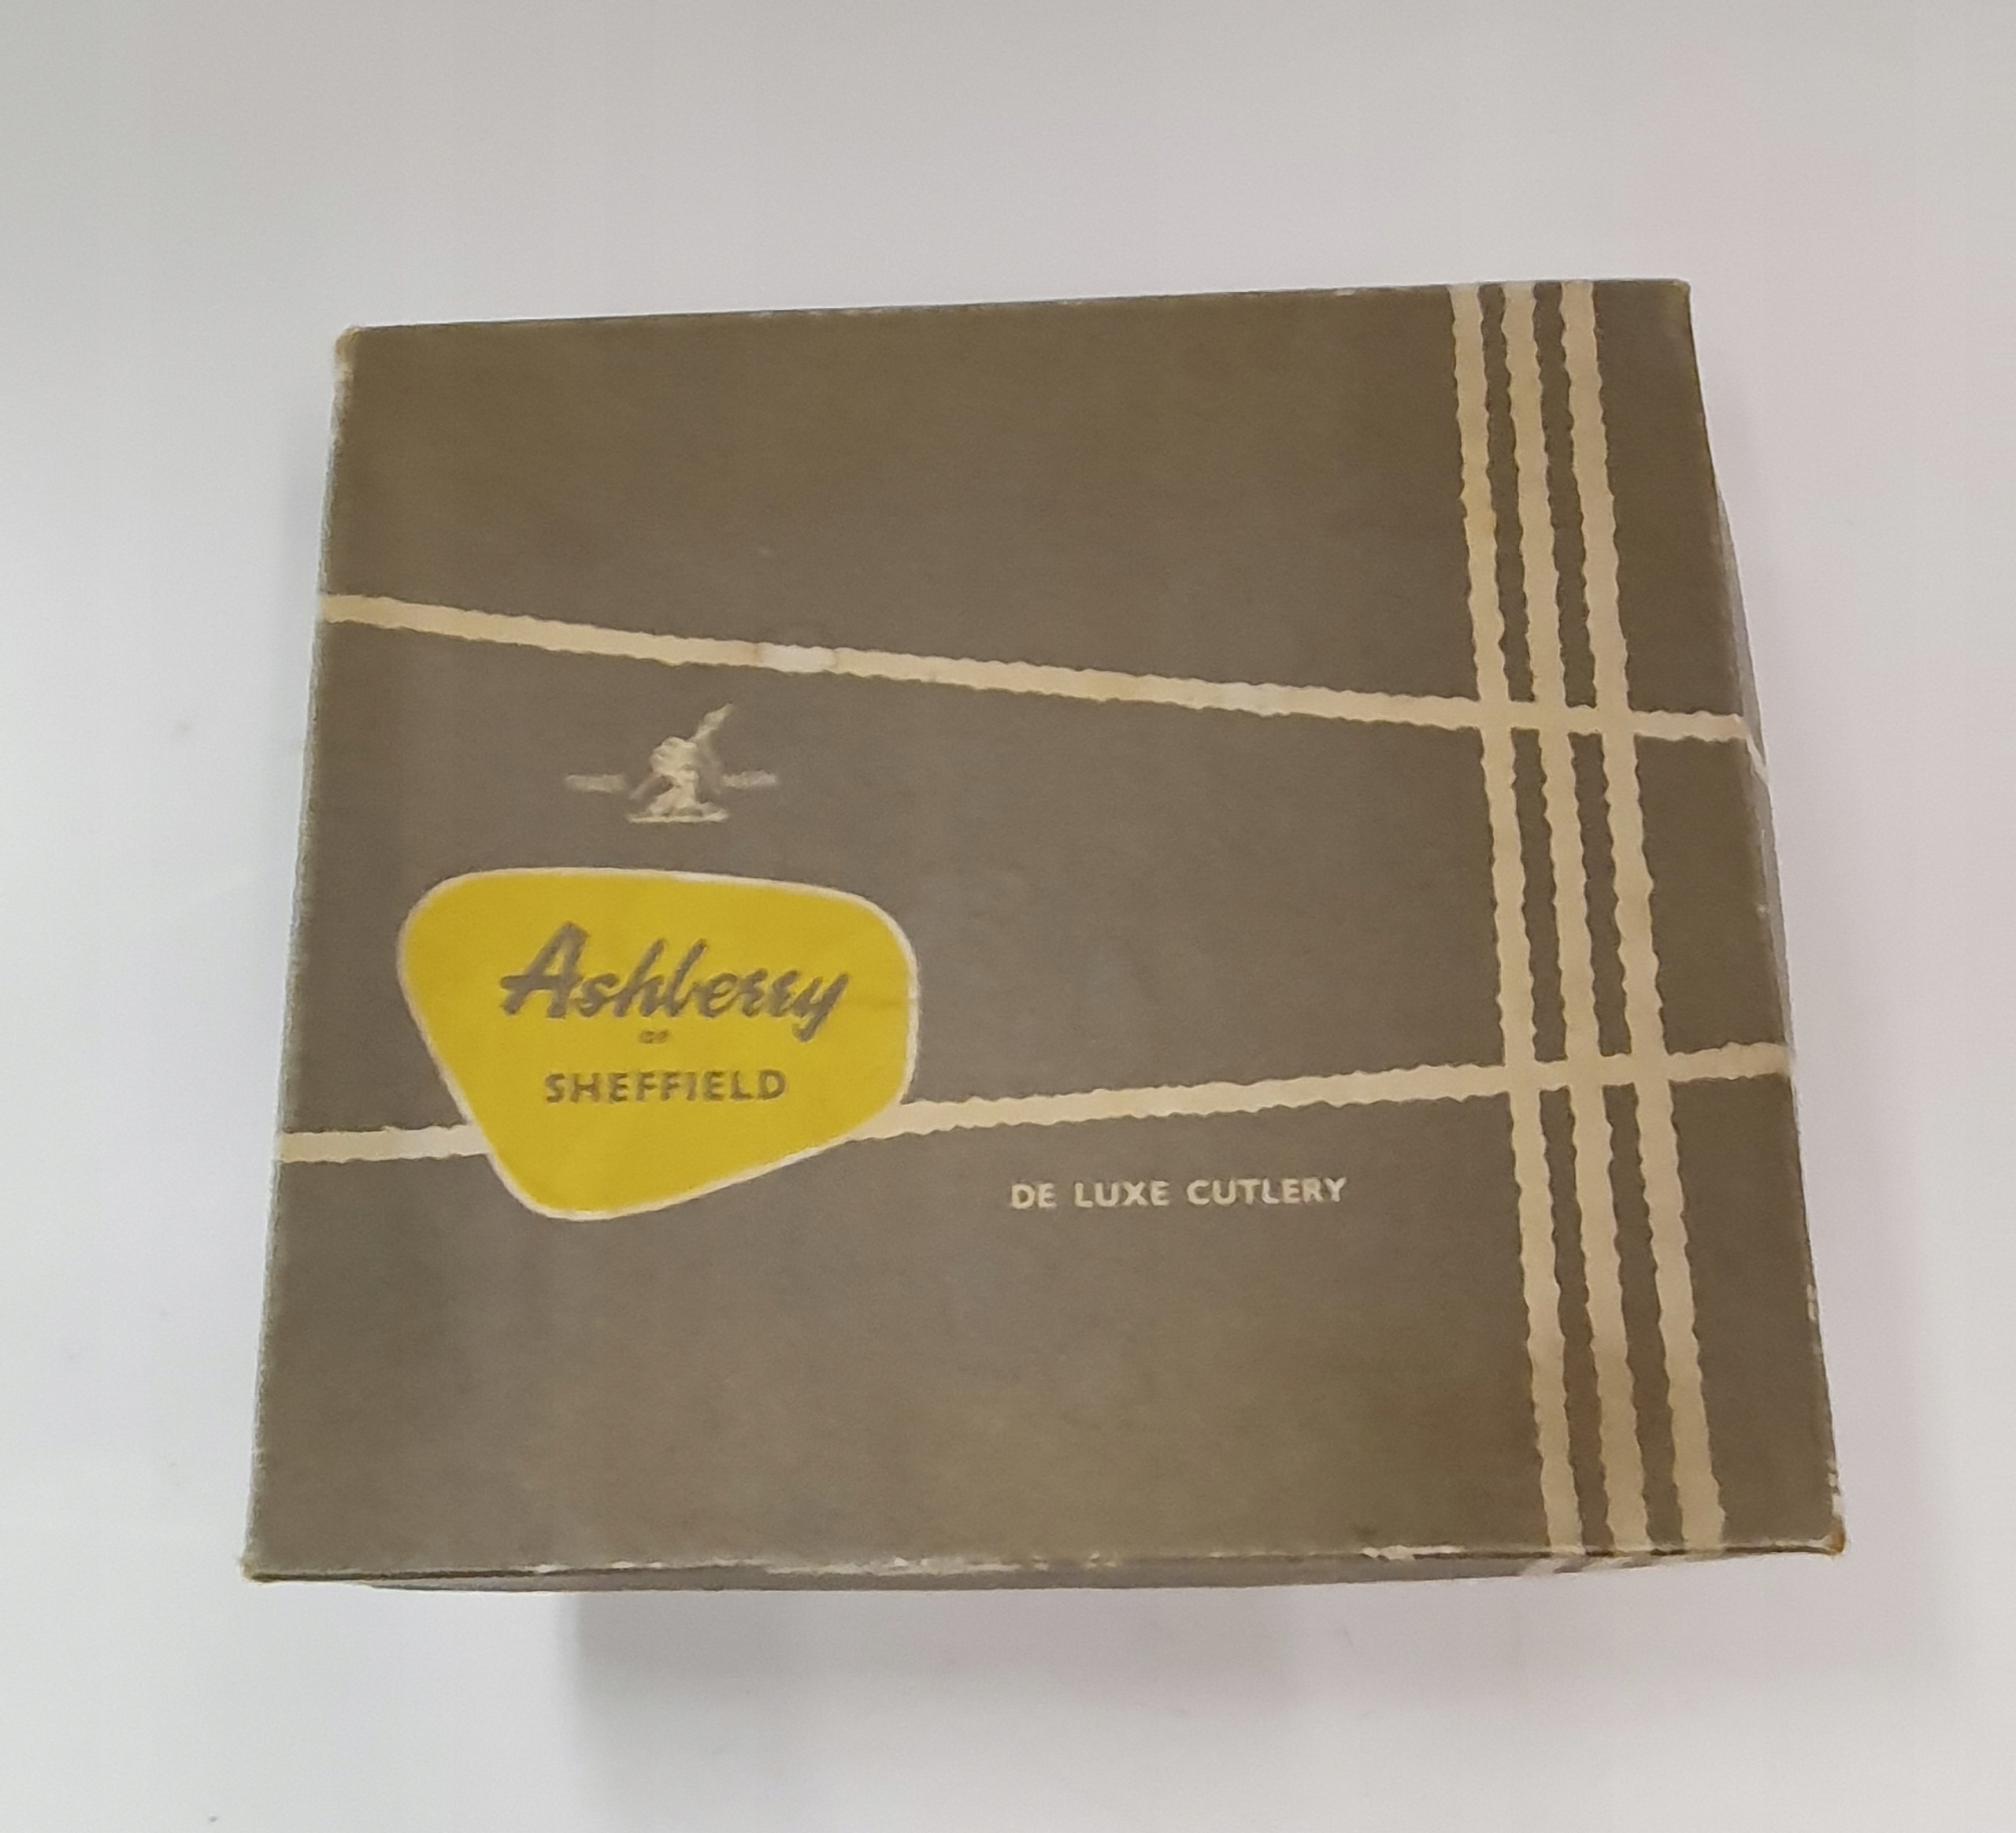 Ashberry
OF
SHEFFIELD
DE LUXE CUTLERY